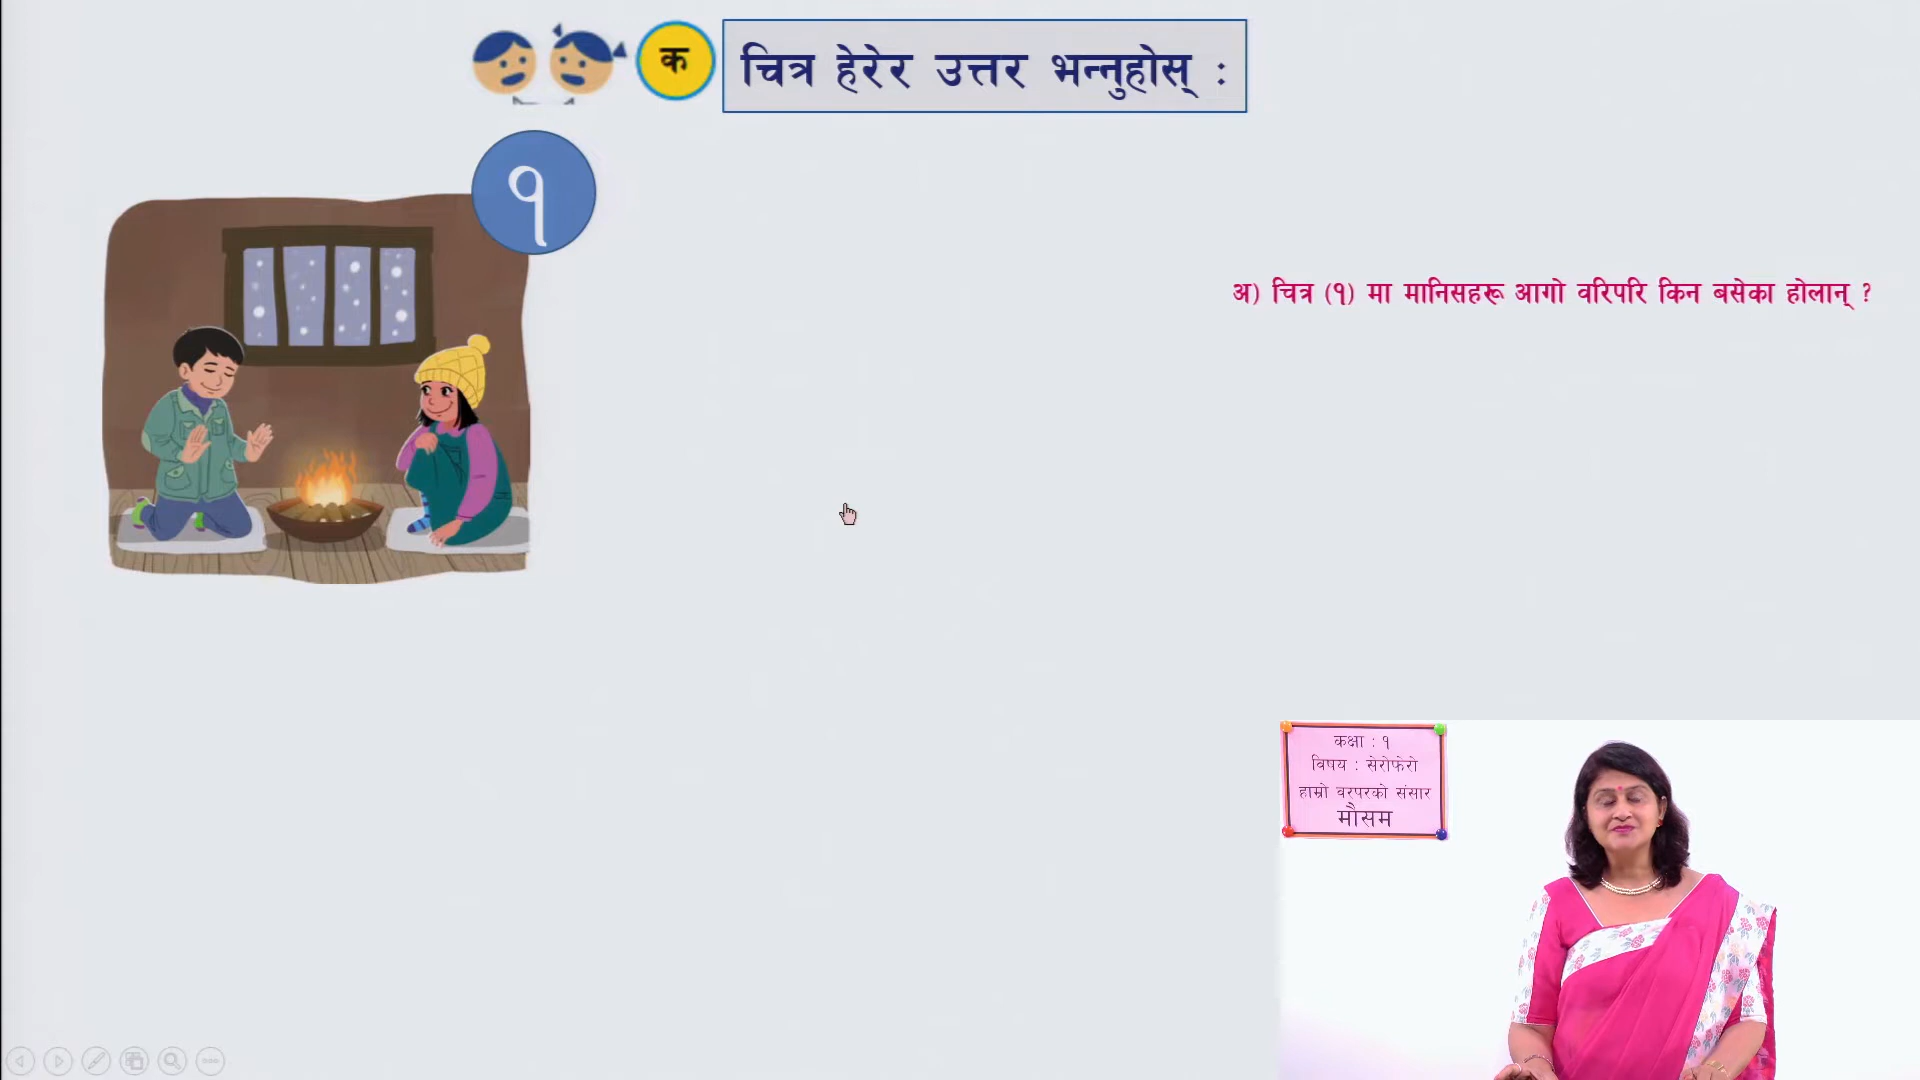 क
चित्र हेरेर उत्तर भन्नुहोस् :
१
अ) चित्र (१) मा मानिसहरू आगो वरिपरि किन बसेका होलान् ?
कक्षा : १
विषय : सेरोफेरो
हाम्रो वरपरको संसार
मौसम